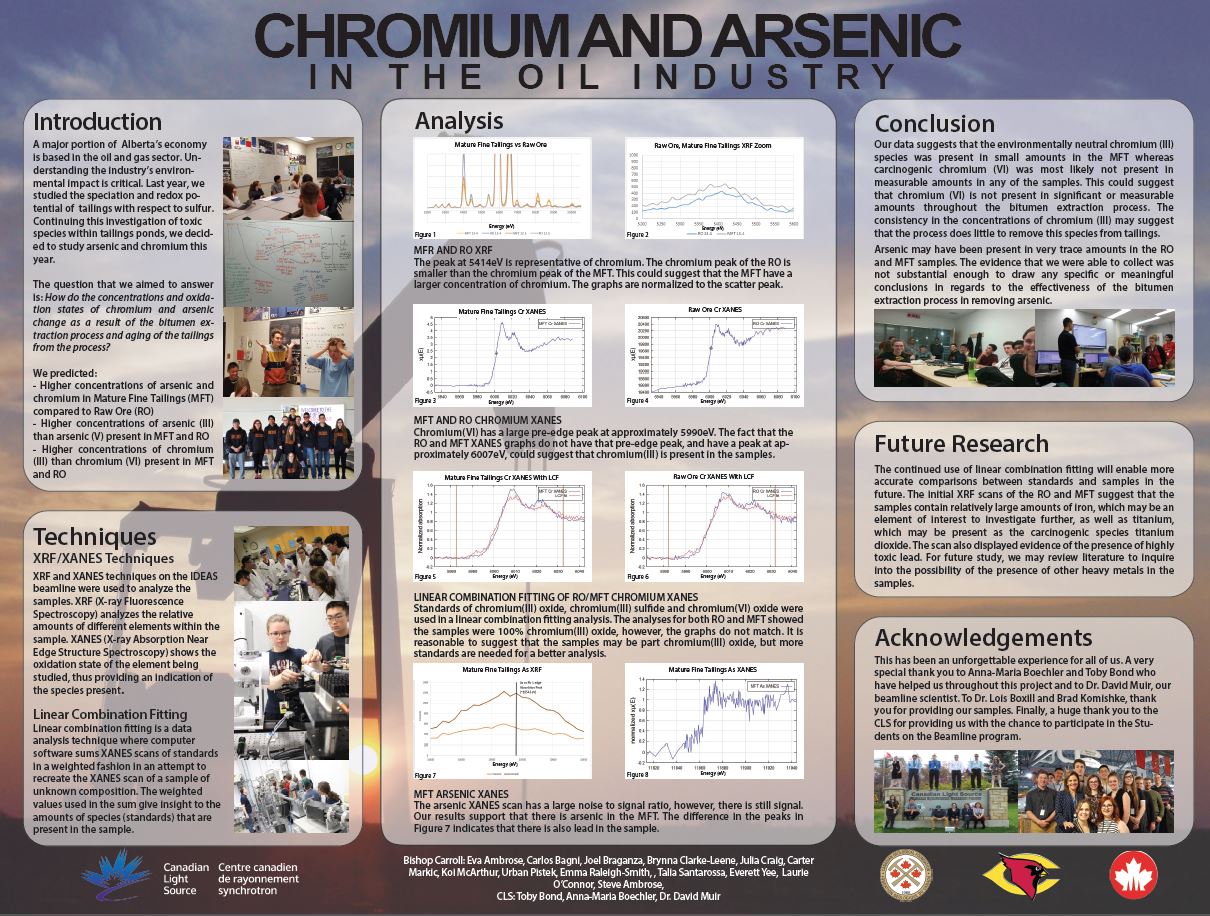 CHROMIUM AND ARSENIC
IN THE OIL INDUSTRY
Introduction
A major portion of Alberta's economy
is based in the oil and gas sector. Un-
derstanding the industry's environ-
mental impact is critical. Last year, we
studied the speciation and redox po-
tential of tailings with respect to sulfur.
Continuing this investigation of toxic
species within tailings ponds, we decid-
ed to study arsenic and chromium this
year.
The question that we aimed to answer
is: How do the concentrations and oxida-
tion states of chromium and arsenic
change as a result of the bitumen ex-
traction process and aging of the tailings
from the process?
We predicted:
- Higher concentrations of arsenic and
chromium in Mature Fine Tailings (MFT)
compared to Raw Ore (RO)
- Higher concentrations of arsenic (III)
than arsenic (V) present in MFT and RO
- Higher concentrations of chromium
(III) than chromium (VI) present in MFT
and RO
Techniques
XRF/XANES Techniques
XRF and XANES techniques on the IDEAS
beamline were used to analyze the
samples. XRF (X-ray Fluorescence
Spectroscopy) analyzes the relative
amounts of different elements within the
sample. XANES (X-ray Absorption Near
Edge Structure Spectroscopy) shows the
oxidation state of the element being
studied, thus providing an indication of
the species present.
Linear Combination Fitting
Linear combination fitting is a data
analysis technique where computer
software sums XANES scans of standards
in a weighted fashion in an attempt to
recreate the XANES scan of a sample of
unknown composition. The weighted
values used in the sum give insight to the
amounts of species (standards) that are
present in the sample.
Analysis
Mature Fine Tailings vs Raw Ore
Energy (eV)
Figure 1
Raw Ore, Mature Fine Tailings XRF Zoom
Energy (eV)
Figure 2
MFR AND RO XRF
The peak at 5414eV is representative of chromium. The chromium peak of the RO is
smaller than the chromium peak of the MFT. This could suggest that the MFT have a
larger concentration of chromium. The graphs are normalized to the scatter peak.
Mature Fine Tailings Cr XANES
MFT Cr XANES
xμ(E)
Energy (eV)
Figure 3
Raw Ore Cr XANES
RO Cr XANES
xμ(E)
Energy (eV)
Figure 4
MFT AND RO CHROMIUM XANES
Chromium(VI) has a large pre-edge peak at approximately 5990eV. The fact that the
RO and MFT XANES graphs do not have that pre-edge peak, and have a peak at ap-
proximately 6007eV, could suggest that chromium(III) is present in the samples.
Mature Fine Tailings Cr XANES With LCF
MFT Cr XANES
Normalized absorption
Energy (eV)
Figure 5
Raw Ore Cr XANES With LCF
RO Cr XANES
Normalized absorption
Energy (eV)
Figure 6
LINEAR COMBINATION FITTING OF RO/MFT CHROMIUM XANES
Standards of chromium(III) oxide, chromium(III) sulfide and chromium(VI) oxide were
used in a linear combination fitting analysis. The analyses for both RO and MFT showed
the samples were 100% chromium(III) oxide, however, the graphs do not match. It is
reasonable to suggest that the samples may be part chromium(III) oxide, but more
standards are needed for a better analysis.
Mature Fine Tailings As XRF
Energy (eV)
Figure 7
Mature Fine Tailings As XANES
MFT As XANES
normalized xμ(E)
Energy (eV)
Figure 8
MFT ARSENIC XANES
The arsenic XANES scan has a large noise to signal ratio, however, there is still signal.
Our results support that there is arsenic in the MFT. The difference in the peaks in
Figure 7 indicates that there is also lead in the sample.
Conclusion
Our data suggests that the environmentally neutral chromium (III)
species was present in small amounts in the MFT whereas
carcinogenic chromium (VI) was most likely not present in
measurable amounts in any of the samples. This could suggest
that chromium (VI) is not present in significant or measurable
amounts throughout the bitumen extraction process. The
consistency in the concentrations of chromium (III) may suggest
that the process does little to remove this species from tailings.
Arsenic may have been present in very trace amounts in the RO
and MFT samples. The evidence that we were able to collect was
not substantial enough to draw any specific or meaningful
conclusions in regards to the effectiveness of the bitumen
extraction process in removing arsenic.
Future Research
The continued use of linear combination fitting will enable more
accurate comparisons between standards and samples in the
future. The initial XRF scans of the RO and MFT suggest that the
samples contain relatively large amounts of iron, which may be an
element of interest to investigate further, as well as titanium,
which may be present as the carcinogenic species titanium
dioxide. The scan also displayed evidence of the presence of highly
toxic lead. For future study, we may review literature to inquire
into the possibility of the presence of other heavy metals in the
samples.
Acknowledgements
This has been an unforgettable experience for all of us. A very
special thank you to Anna-Maria Boechler and Toby Bond who
have helped us throughout this project and to Dr. David Muir, our
beamline scientist. To Dr. Lois Boxill and Brad Komishke, thank
you for providing our samples. Finally, a huge thank you to the
CLS for providing us with the chance to participate in the Stu-
dents on the Beamline program.
Canadian Light Source
Canadian
Light
Source
Centre canadien
de rayonnement
synchrotron
Bishop Carroll: Eva Ambrose, Carlos Bagni, Joel Braganza, Brynna Clarke-Leene, Julia Craig, Carter
Markic, Koi McArthur, Urban Pistek, Emma Raleigh-Smith, , Talia Santarossa, Everett Yee, Laurie
O'Connor, Steve Ambrose,
CLS: Toby Bond, Anna-Maria Boechler, Dr. David Muir